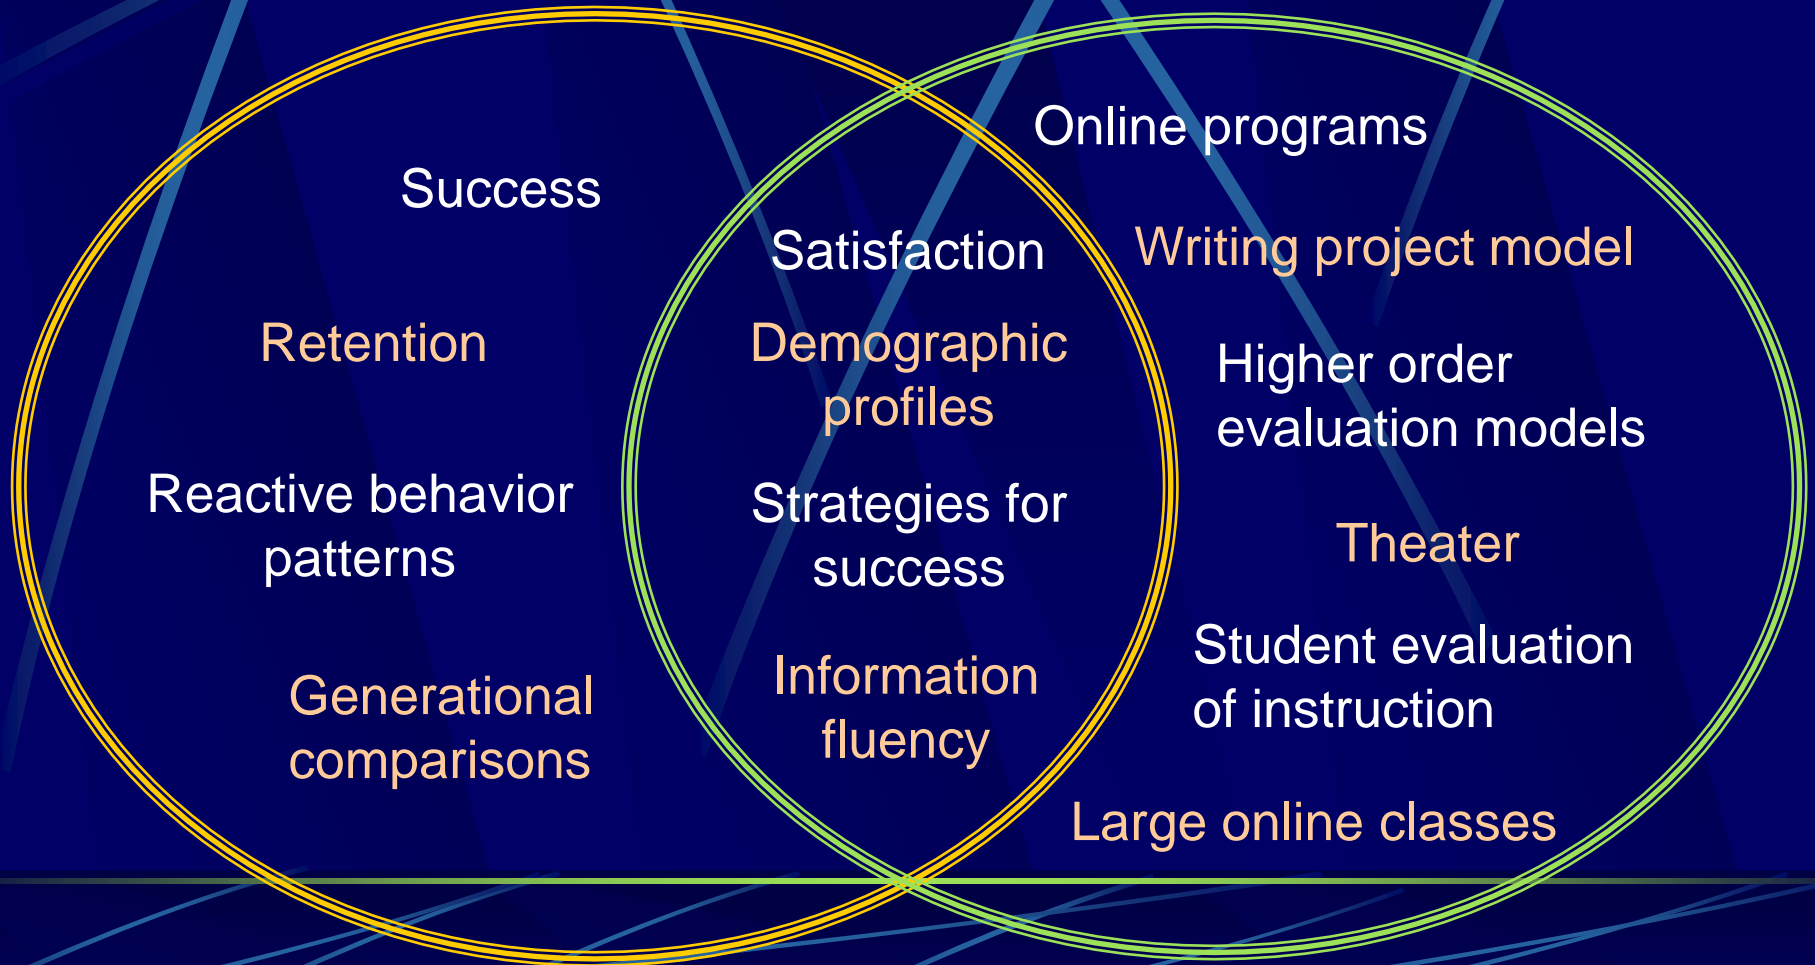 Success
Retention
Reactive behavior
patterns
Generational
comparisons
Satisfaction
Demographic
profiles
Strategies for
success
Information
fluency
Online programs
Writing project model
Higher order
evaluation models
Theater
Student evaluation
of instruction
Large online classes